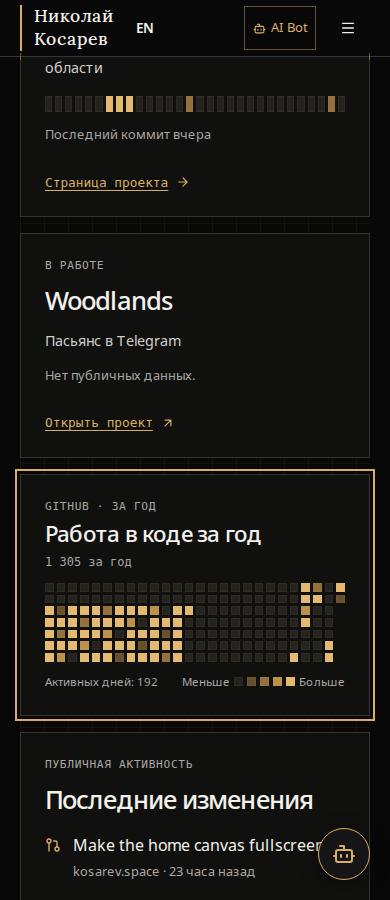 Николай
Косарев
EN
AI Bot
области
Последний коммит вчера
Страница проекта →
В РАБОТЕ
Woodlands
Пасьянс в Telegram
Нет публичных данных.
Открыть проект ↗
GITHUB · ЗА ГОД
Работа в коде за год
1 305 за год
Активных дней: 192 Меньше Больше
ПУБЛИЧНАЯ АКТИВНОСТЬ
Последние изменения
Make the home canvas fullscreen
kosarev.space · 23 часа назад